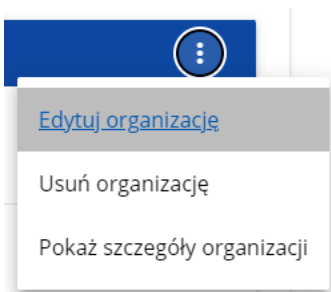 Edytuj organizację
Usuń organizację
Pokaż szczegóły organizacji